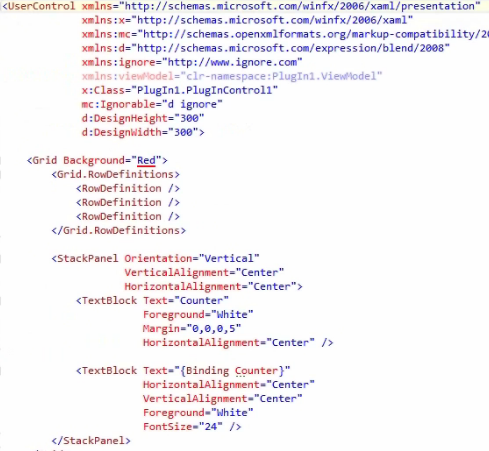 <UserControl xmlns="http://schemas.microsoft.com/winfx/2006/xaml/presentation"
xmlns:x="http://schemas.microsoft.com/winfx/2006/xaml"
xmlns:mc="http://schemas.openxmlformats.org/markup-compatibility/20
xmlns:d="http://schemas.microsoft.com/expression/blend/2008"
xmlns:ignore="http://www.ignore.com"
xmlns:viewModel="clr-namespace:PlugIn1.ViewModel"
x:Class="PlugIn1.PlugInControl1"
mc:Ignorable="d ignore"
d:DesignHeight="300"
d:DesignWidth="300">
<Grid Background="Red">
<Grid.RowDefinitions>
<RowDefinition />
<RowDefinition />
<RowDefinition />
</Grid.RowDefinitions>
<StackPanel Orientation="Vertical"
VerticalAlignment="Center"
HorizontalAlignment="Center">
<TextBlock Text="Counter"
Foreground="White"
Margin="0,0,0,5"
HorizontalAlignment="Center" />
<TextBlock Text="{Binding Counter}"
HorizontalAlignment="Center"
VerticalAlignment="Center"
Foreground="White"
FontSize="24" />
</StackPanel>